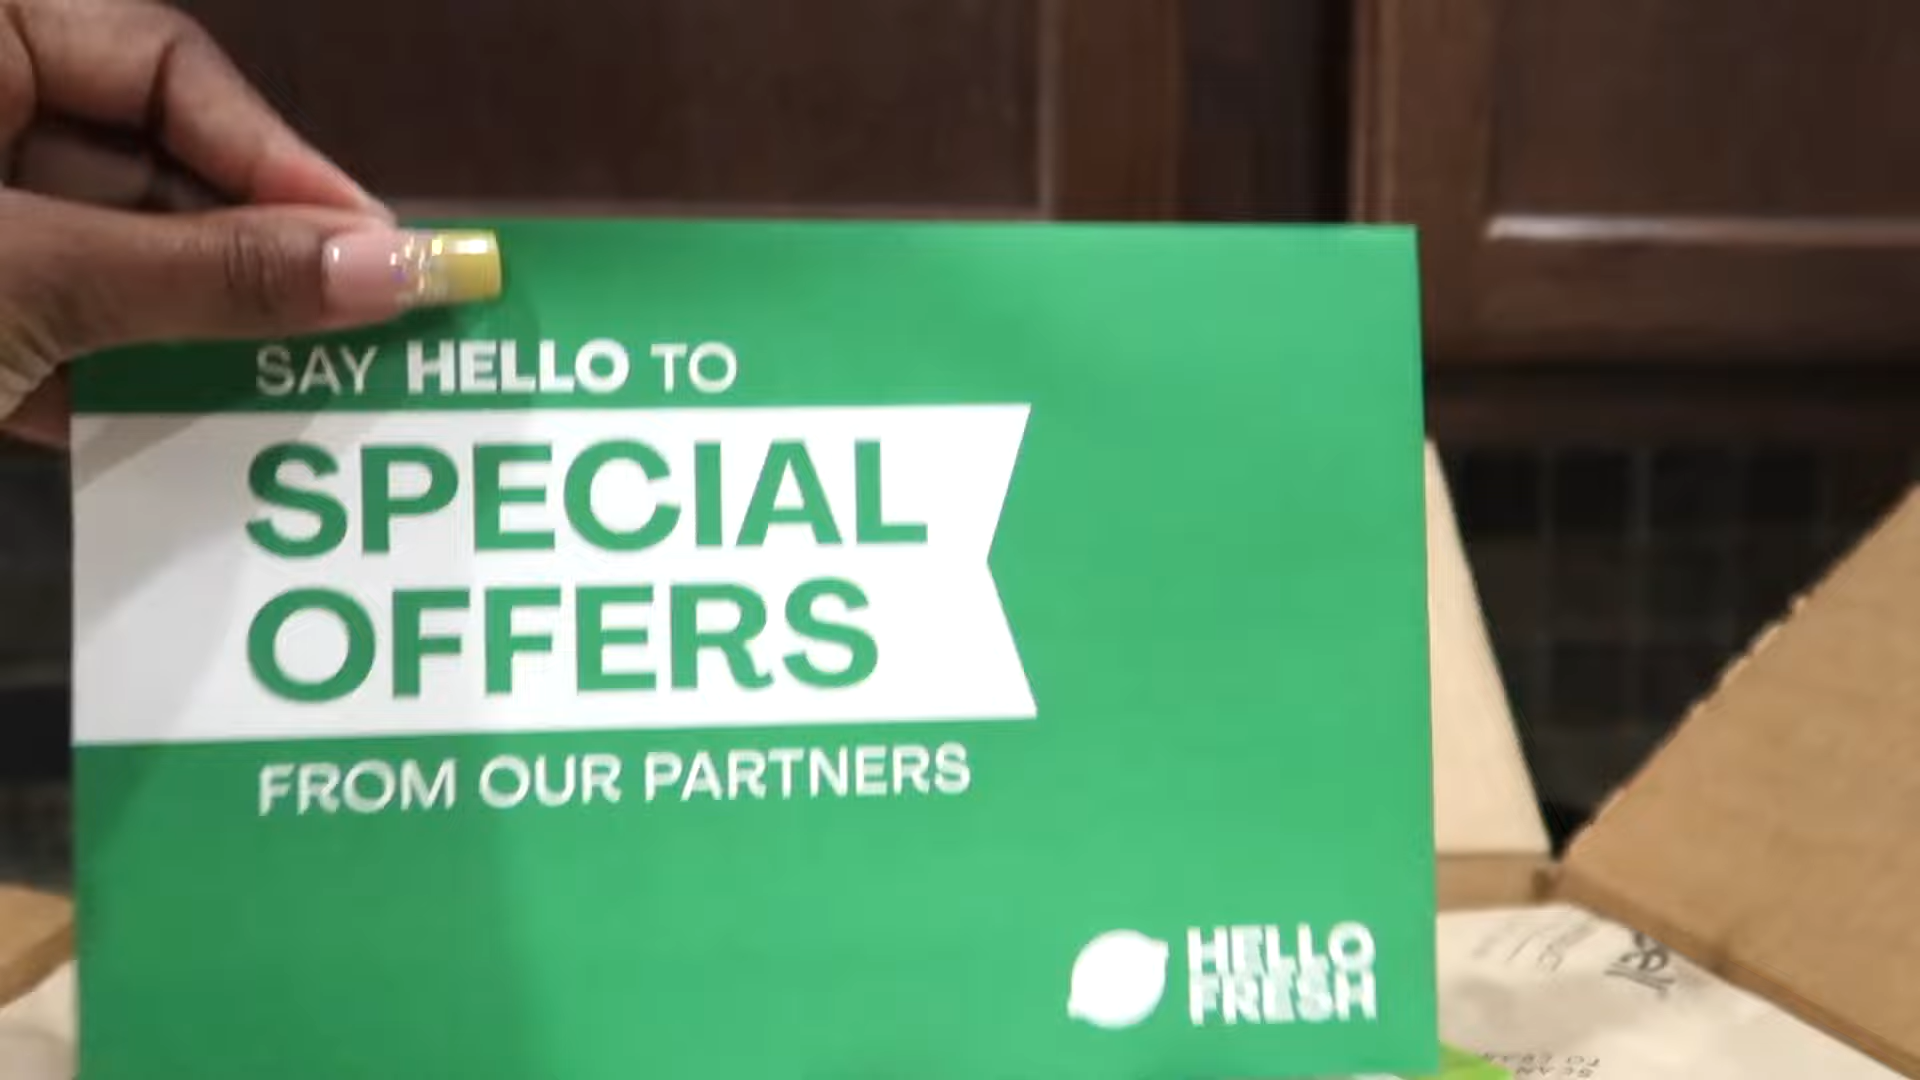 SAY HELLO TO
SPECIAL
OFFERS
FROM OUR PARTNERS
HELLO
FRESH